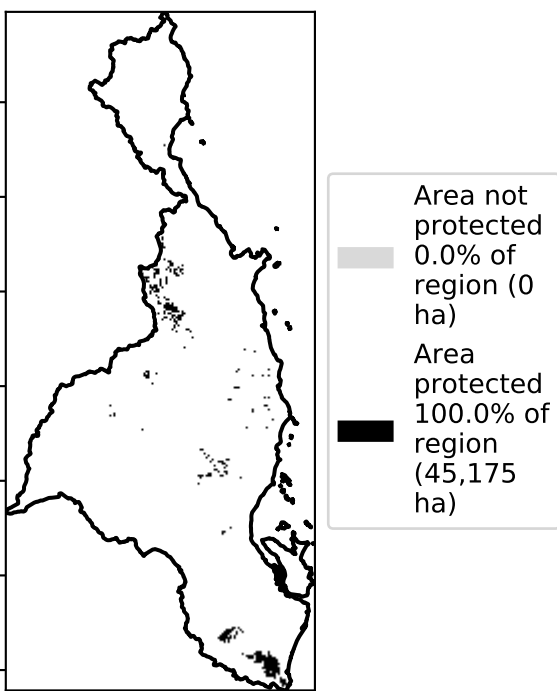 Area not
protected
0.0% of
region (0
ha)
Area
protected
100.0% of
region
(45,175
ha)